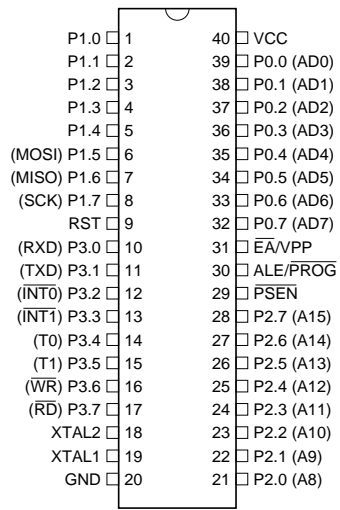 P1.0 1 40 VCC
P1.1 2 39 P0.0 (AD0)
P1.2 3 38 P0.1 (AD1)
P1.3 4 37 P0.2 (AD2)
P1.4 5 36 P0.3 (AD3)
(MOSI) P1.5 6 35 P0.4 (AD4)
(MISO) P1.6 7 34 P0.5 (AD5)
(SCK) P1.7 8 33 P0.6 (AD6)
RST 9 32 P0.7 (AD7)
(RXD) P3.0 10 31 E̅A̅/VPP
(TXD) P3.1 11 30 ALE/P̅R̅O̅G̅
(I̅N̅T̅0̅) P3.2 12 29 P̅S̅E̅N̅
(I̅N̅T̅1̅) P3.3 13 28 P2.7 (A15)
(T0) P3.4 14 27 P2.6 (A14)
(T1) P3.5 15 26 P2.5 (A13)
(W̅R̅) P3.6 16 25 P2.4 (A12)
(R̅D̅) P3.7 17 24 P2.3 (A11)
XTAL2 18 23 P2.2 (A10)
XTAL1 19 22 P2.1 (A9)
GND 20 21 P2.0 (A8)